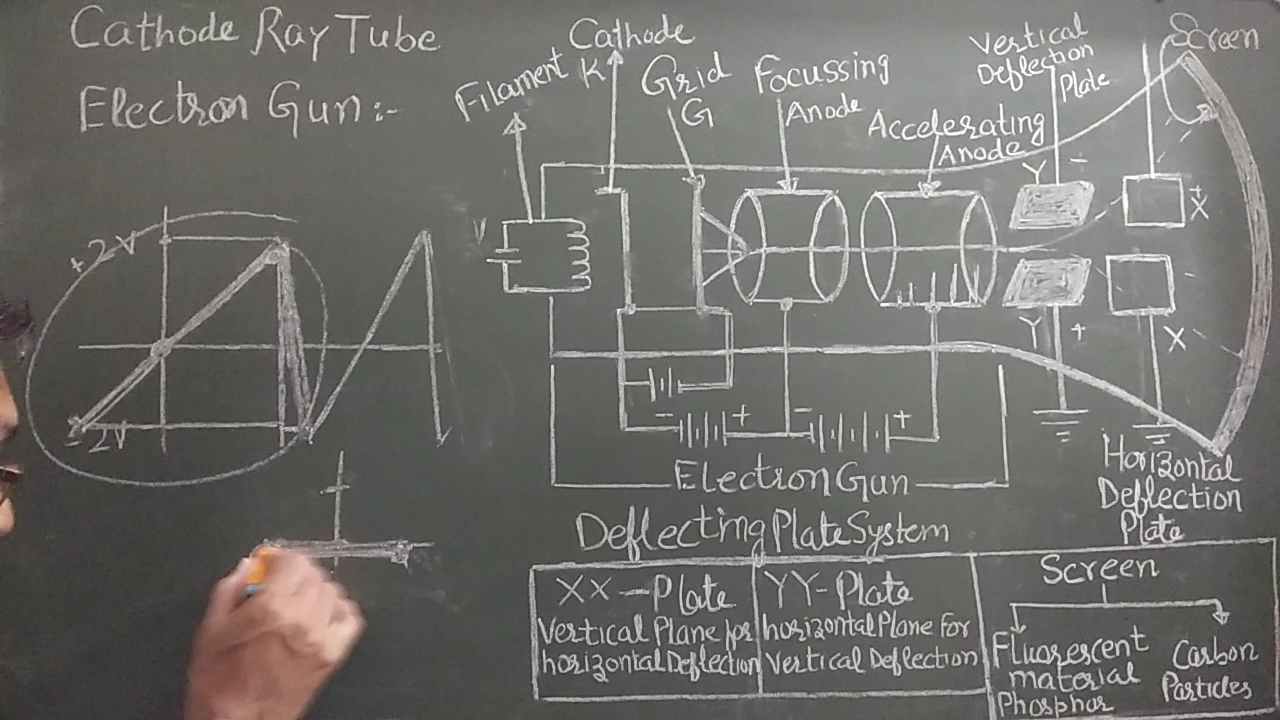 Cathode Ray Tube
Electron Gun:-
Filament
Cathode
K
Grid
G
Focussing
Anode
Accelerating
Anode
Vertical
Deflection
Plate
Screen
V
Y -
+
X
Y +
X
+2V
-2V
- +
- +
Electron Gun
Horizontal
Deflection
Plate
Deflecting Plate System
XX-Plate
Vertical Plane for
horizontal Deflection
YY-Plate
horizontal Plane for
Vertical Deflection
Screen
Fluorescent
material
Phosphor
Carbon
Particles